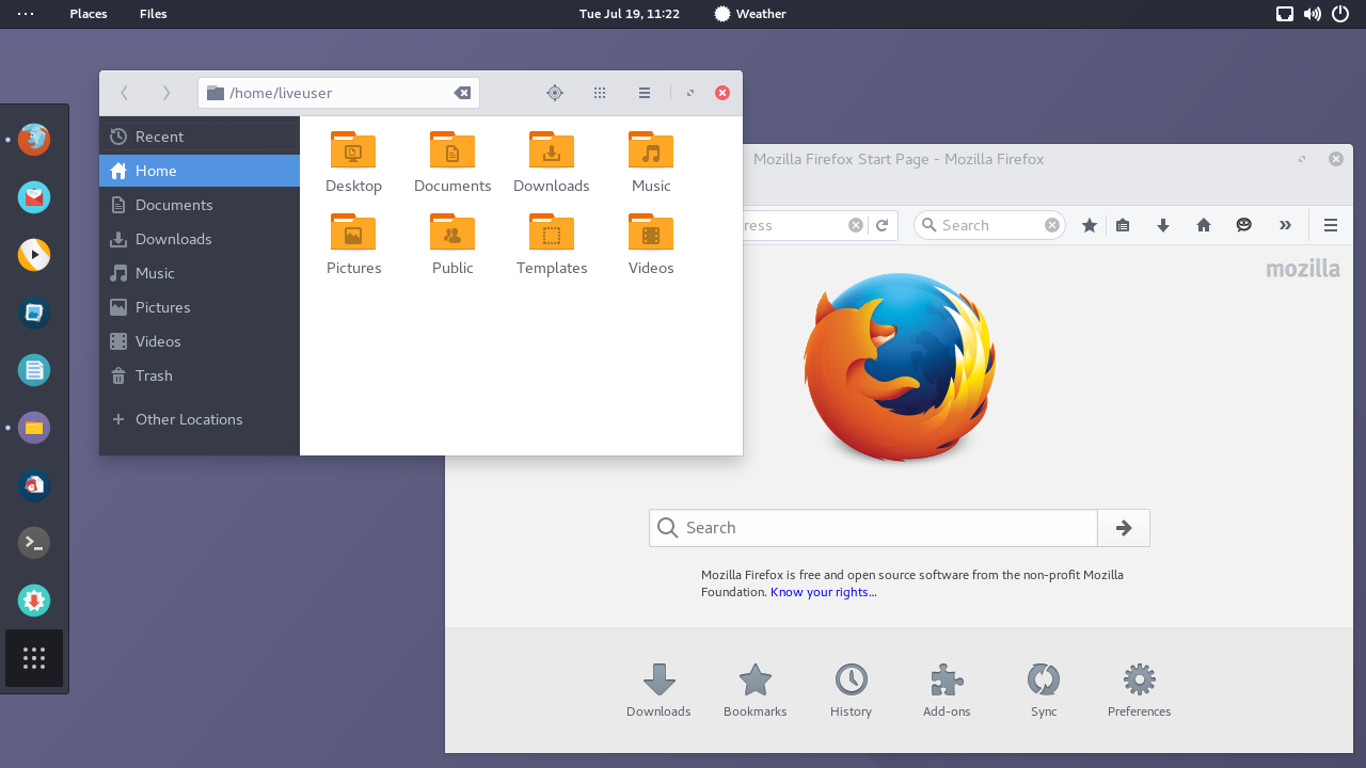 Places Files Tue Jul 19, 11:22 Weather
/home/liveuser
Recent
Home
Documents
Downloads
Music
Pictures
Videos
Trash
Other Locations
Desktop Documents Downloads Music
Pictures Public Templates Videos
Mozilla Firefox Start Page - Mozilla Firefox
ress Search
mozilla
Search
Mozilla Firefox is free and open source software from the non-profit Mozilla
Foundation. Know your rights...
Downloads Bookmarks History Add-ons Sync Preferences